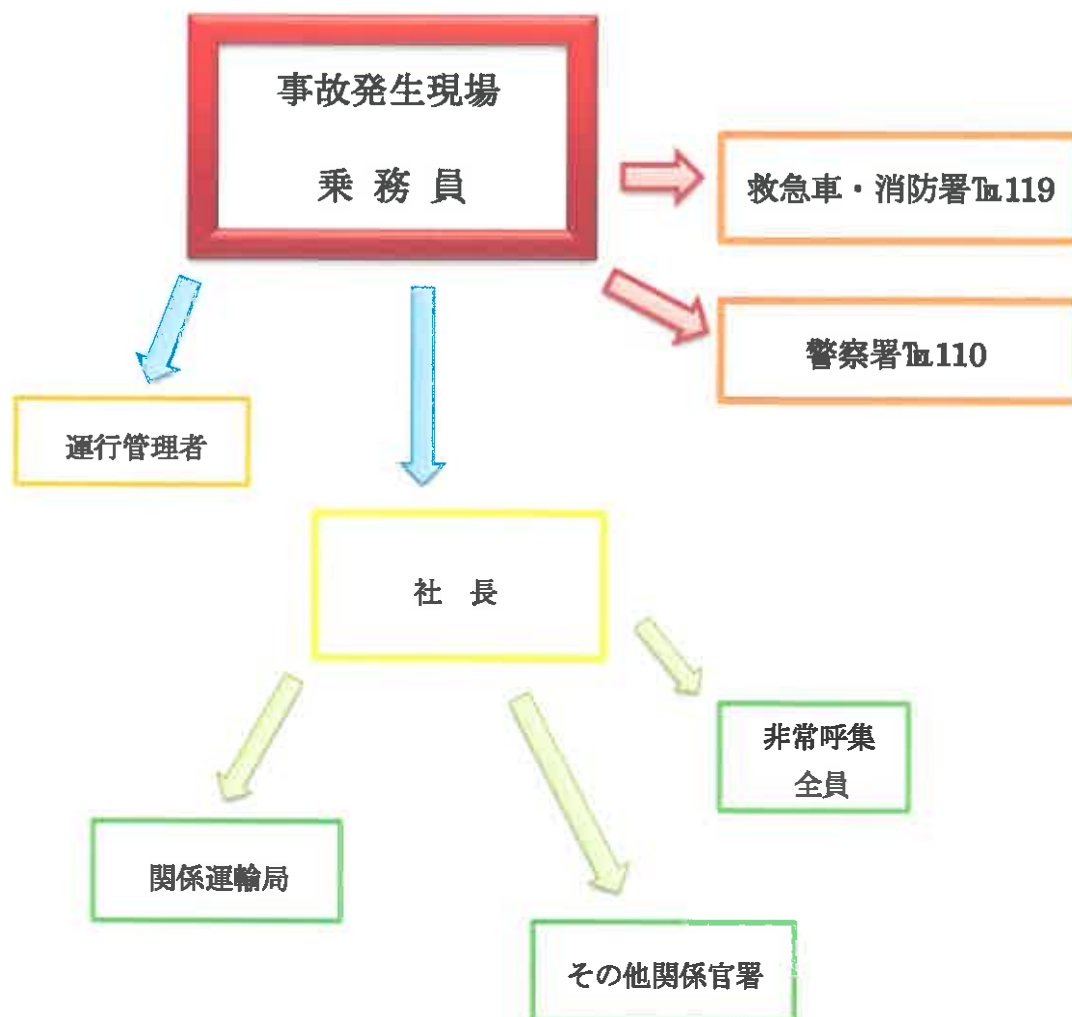 事故発生現場
乗務員
救急車・消防署℡119
警察署℡110
運行管理者
社 長
非常呼集
全員
関係運輸局
その他関係官署